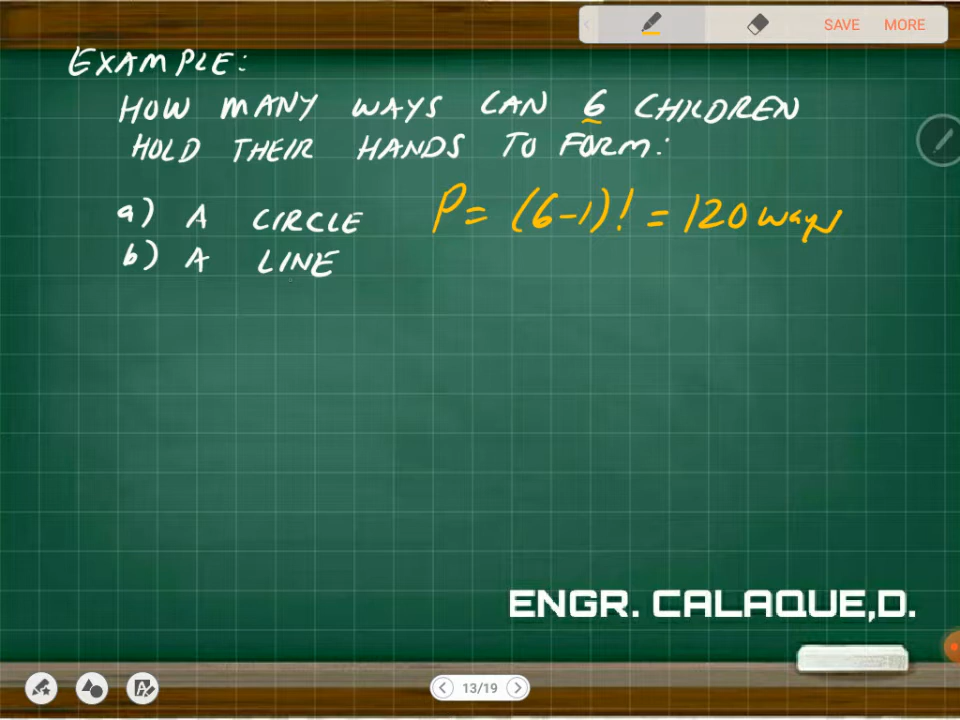 SAVE MORE
EXAMPLE:
HOW MANY WAYS CAN 6 CHILDREN
HOLD THEIR HANDS TO FORM:
a) A CIRCLE P = (6-1)! = 120 ways
b) A LINE
ENGR. CALAQUE,D.
13/19